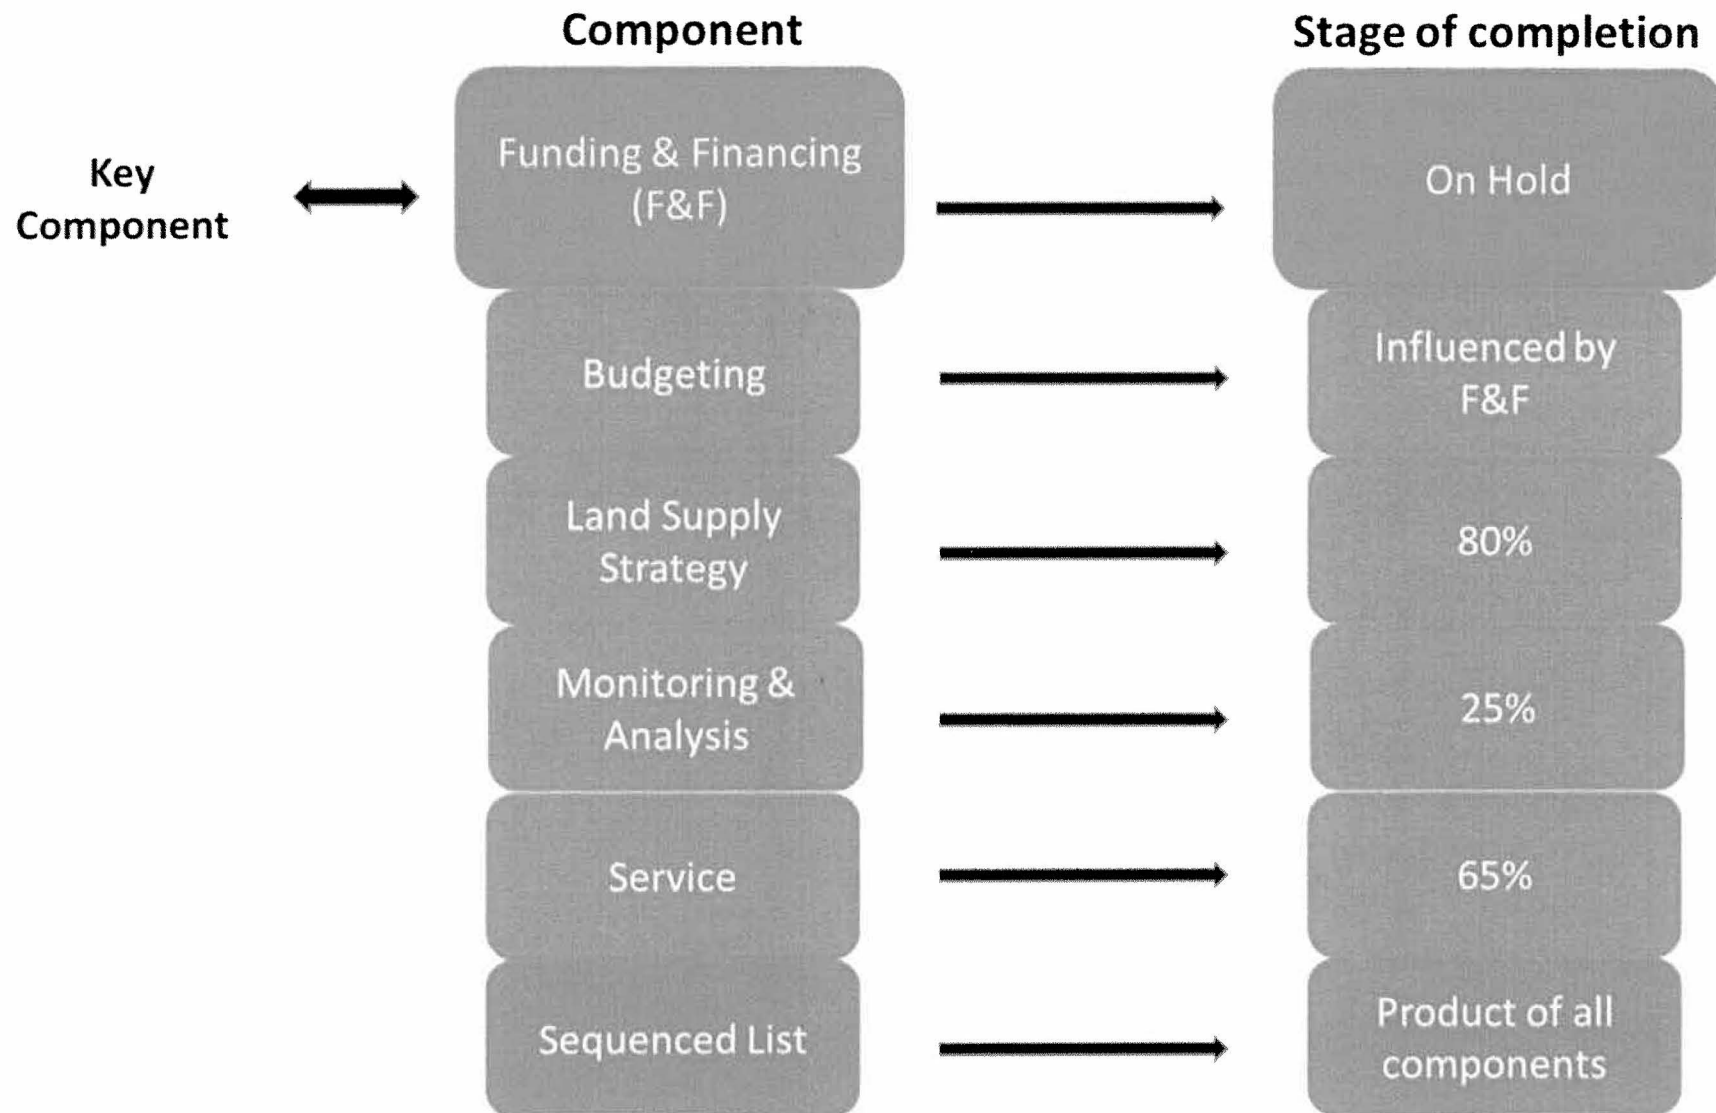 Component
Stage of completion
Key
Component
Funding & Financing
(F&F)
On Hold
Budgeting
Influenced by
F&F
Land Supply
Strategy
80%
Monitoring &
Analysis
25%
Service
65%
Sequenced List
Product of all
components